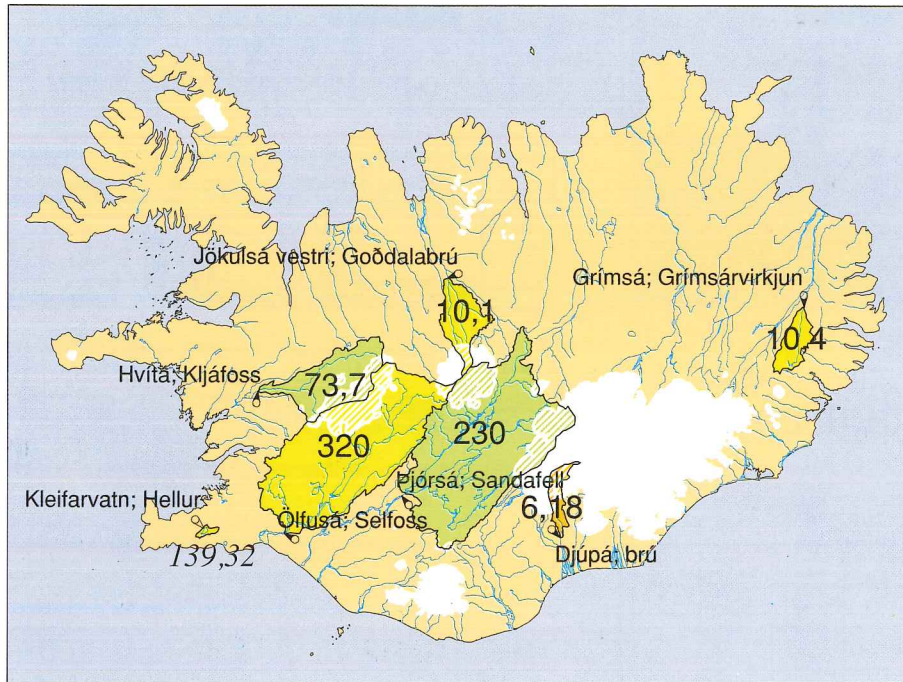 Jökulsá vestri; Goðdalabrú
Grímsá; Grímsárvirkjun
10,1
10,4
Hvítá; Kljáfoss
73,7
320
230
Þjórsá; Sandafell
Kleifarvatn; Hellur
6,18
Ölfusá; Selfoss
139,32
Djúpá; brú